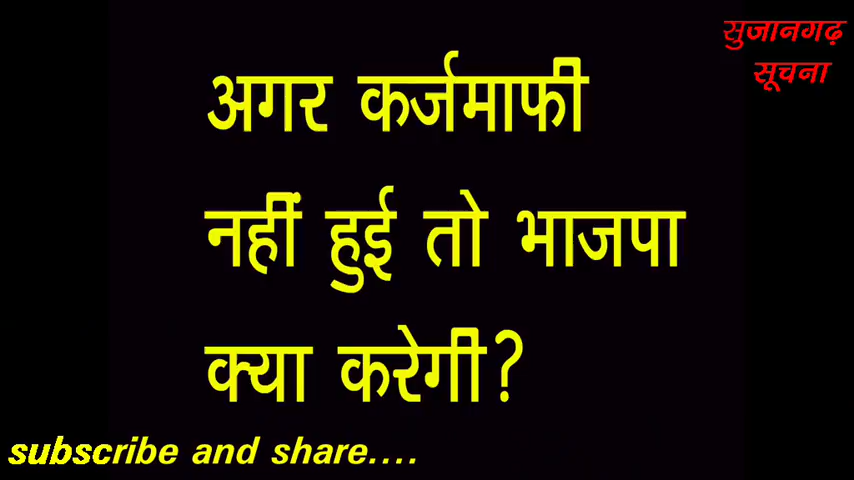 सुजानगढ़
सूचना
अगर कर्जमाफी
नहीं हुई तो भाजपा
क्या करेगी?
subscribe and share....